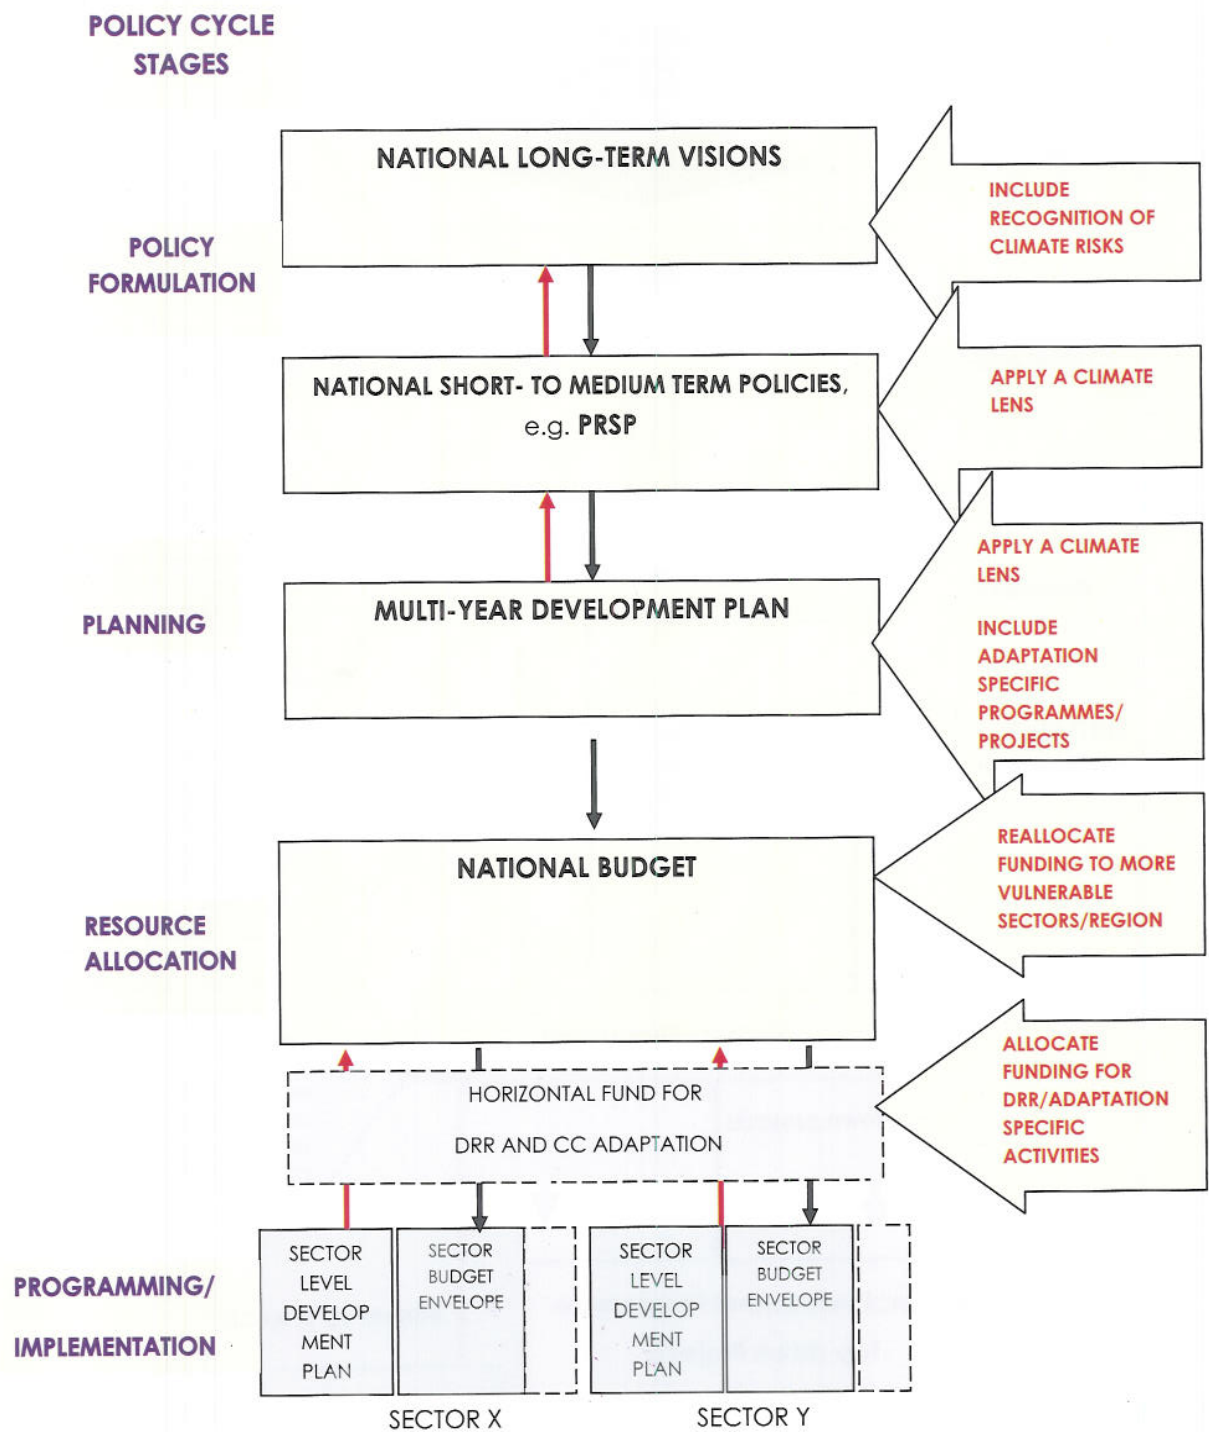 POLICY CYCLE
STAGES
NATIONAL LONG-TERM VISIONS
INCLUDE
RECOGNITION OF
CLIMATE RISKS
POLICY
FORMULATION
NATIONAL SHORT- TO MEDIUM TERM POLICIES,
e.g. PRSP
APPLY A CLIMATE
LENS
PLANNING
MULTI-YEAR DEVELOPMENT PLAN
APPLY A CLIMATE
LENS
INCLUDE
ADAPTATION
SPECIFIC
PROGRAMMES/
PROJECTS
RESOURCE
ALLOCATION
NATIONAL BUDGET
REALLOCATE
FUNDING TO MORE
VULNERABLE
SECTORS/REGION
HORIZONTAL FUND FOR
DRR AND CC ADAPTATION
ALLOCATE
FUNDING FOR
DRR/ADAPTATION
SPECIFIC
ACTIVITIES
PROGRAMMING/
IMPLEMENTATION
SECTOR
LEVEL
DEVELOP
MENT
PLAN
SECTOR
BUDGET
ENVELOPE
SECTOR
LEVEL
DEVELOP
MENT
PLAN
SECTOR
BUDGET
ENVELOPE
SECTOR X
SECTOR Y